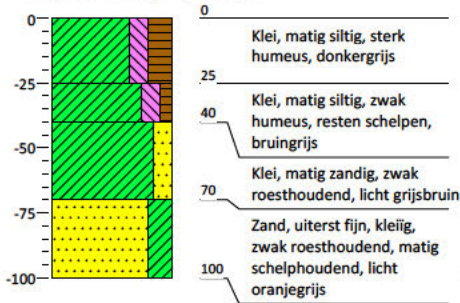 0
-25
-50
-75
-100
0
Klei, matig siltig, sterk
humeus, donkergrijs
25
Klei, matig siltig, zwak
humeus, resten schelpen,
bruingrijs
40
Klei, matig zandig, zwak
roesthoudend, licht grijsbruin
70
Zand, uiterst fijn, kleiïg,
zwak roesthoudend, matig
schelphoudend, licht
oranjegrijs
100